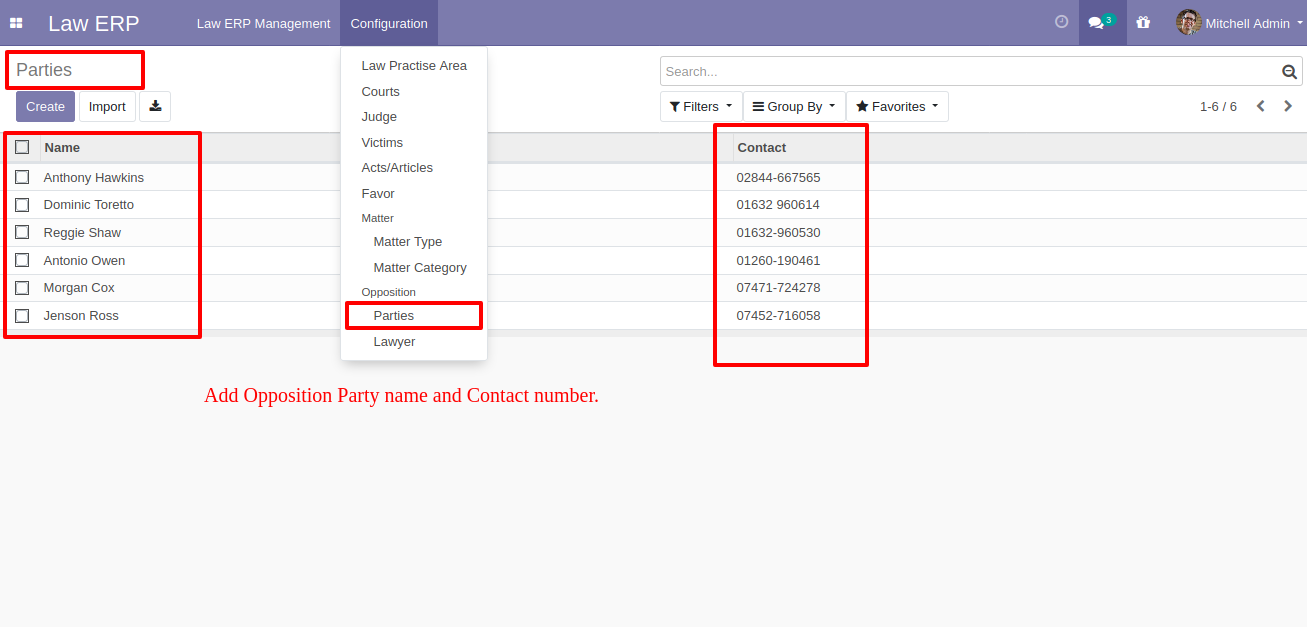 Law ERP Law ERP Management Configuration 3 Mitchell Admin
Parties
Search...
Create Import
Filters Group By Favorites 1-6 / 6
Law Practise Area
Courts
Judge
Victims
Acts/Articles
Favor
Matter
Matter Type
Matter Category
Opposition
Parties
Lawyer
Name Contact
Anthony Hawkins 02844-667565
Dominic Toretto 01632 960614
Reggie Shaw 01632-960530
Antonio Owen 01260-190461
Morgan Cox 07471-724278
Jenson Ross 07452-716058
Add Opposition Party name and Contact number.